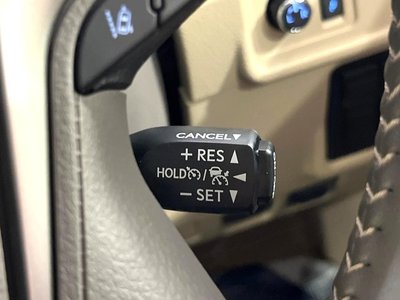 CANCEL▼
+ RES ▲
HOLD / ◀
− SET ▼